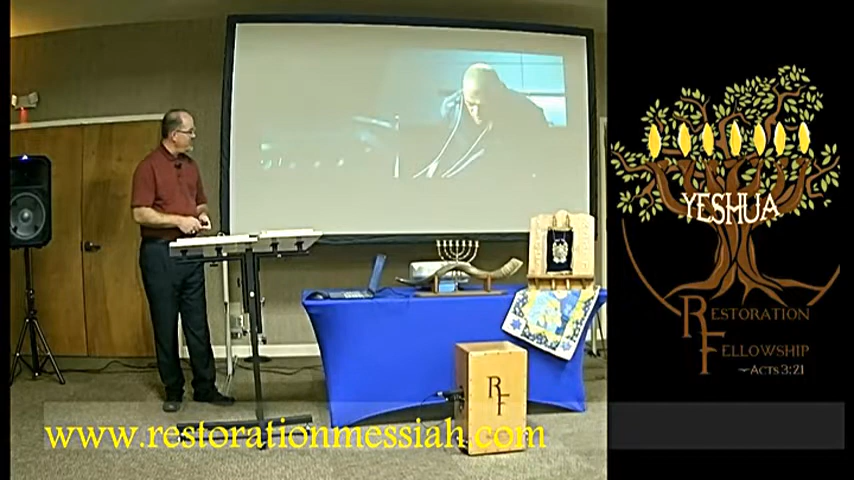 YESHUA
RESTORATION
FELLOWSHIP
~ACTS 3:21
RF
www.restorationmessiah.com